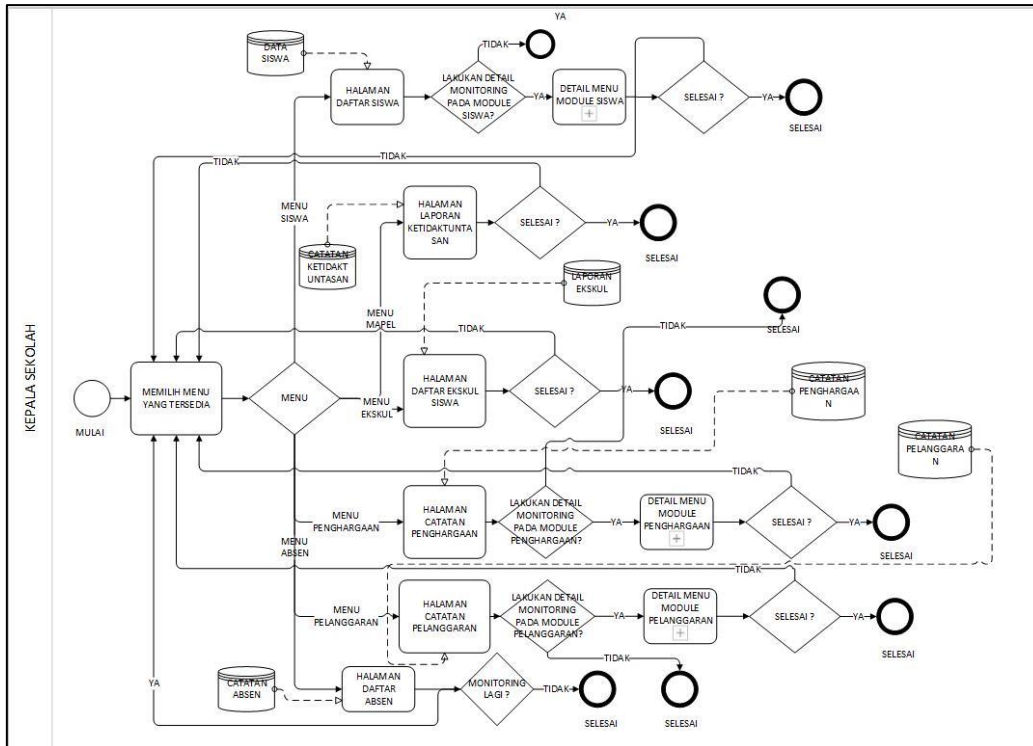 YA
DATA
SISWA
TIDAK
HALAMAN
DAFTAR SISWA
LAKUKAN DETAIL
MONITORING
PADA MODULE
SISWA?
YA
DETAIL MENU
MODULE SISWA
SELESAI ?
YA
SELESAI
TIDAK
TIDAK
MENU
SISWA
HALAMAN
LAPORAN
KETIDAKTUNTA
SAN
SELESAI ?
YA
SELESAI
CATATAN
KETIDAKT
UNTASAN
LAPORAN
EKSKUL
MENU
MAPEL
TIDAK
TIDAK
SELESAI
KEPALA SEKOLAH
MULAI
MEMILIH MENU
YANG TERSEDIA
MENU
MENU
EKSKUL
HALAMAN
DAFTAR EKSKUL
SISWA
SELESAI ?
YA
SELESAI
CATATAN
PENGHARGAA
N
CATATAN
PELANGGARA
N
TIDAK
MENU
PENGHARGAAN
HALAMAN
CATATAN
PENGHARGAAN
LAKUKAN DETAIL
MONITORING
PADA MODULE
PENGHARGAAN?
YA
DETAIL MENU
MODULE
PENGHARGAAN
SELESAI ?
YA
SELESAI
MENU
ABSEN
TIDAK
MENU
PELANGGARAN
HALAMAN
CATATAN
PELANGGARAN
LAKUKAN DETAIL
MONITORING
PADA MODULE
PELANGGARAN?
YA
DETAIL MENU
MODULE
PELANGGARAN
SELESAI ?
YA
SELESAI
TIDAK
YA
CATATAN
ABSEN
HALAMAN
DAFTAR
ABSEN
MONITORING
LAGI ?
TIDAK
SELESAI
SELESAI